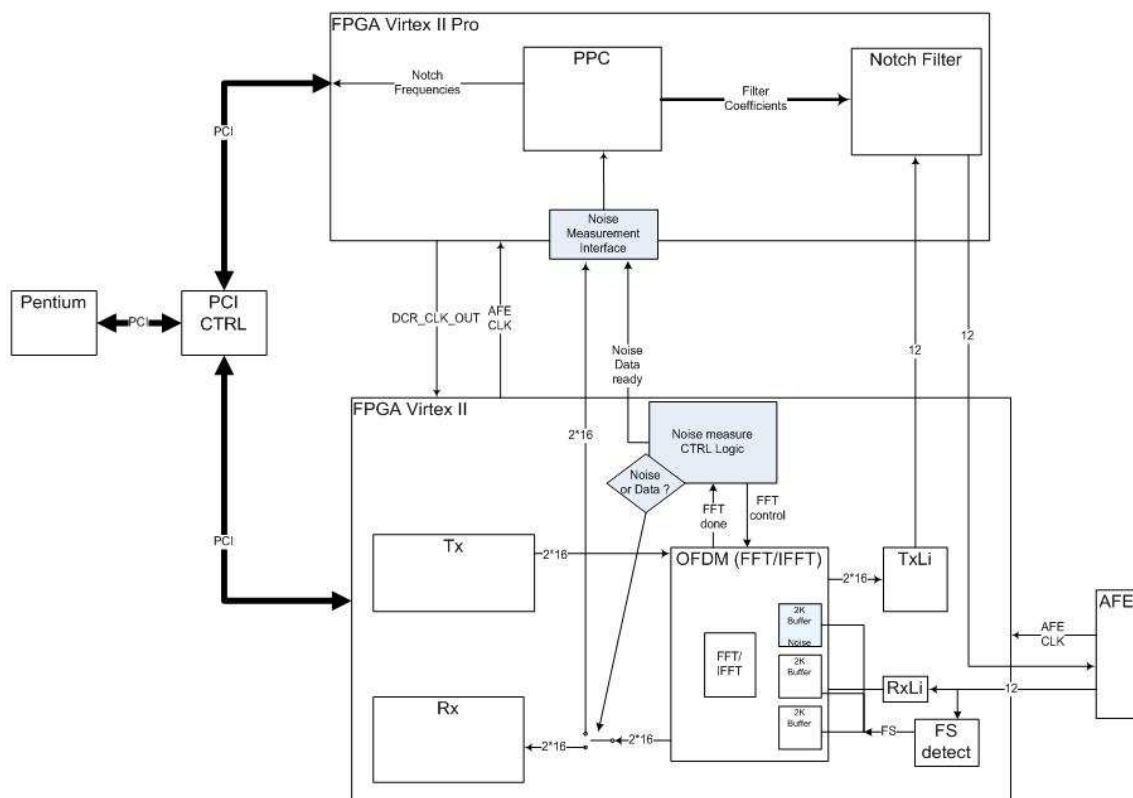 FPGA Virtex II Pro
PPC
Notch Filter
Notch
Frequencies
Filter
Coefficients
PCI
Noise
Measurement
Interface
Pentium
PCI
PCI
CTRL
DCR_CLK_OUT
AFE
CLK
Noise
Data
ready
12
12
FPGA Virtex II
2*16
Noise measure
CTRL Logic
Noise
or Data ?
FFT
done
FFT
control
PCI
Tx
2*16
OFDM (FFT/IFFT)
2*16
TxLi
AFE
2K
Buffer
Noise
AFE
CLK
FFT/
IFFT
2K
Buffer
RxLi
12
Rx
2K
Buffer
FS
FS
detect
2*16
2*16